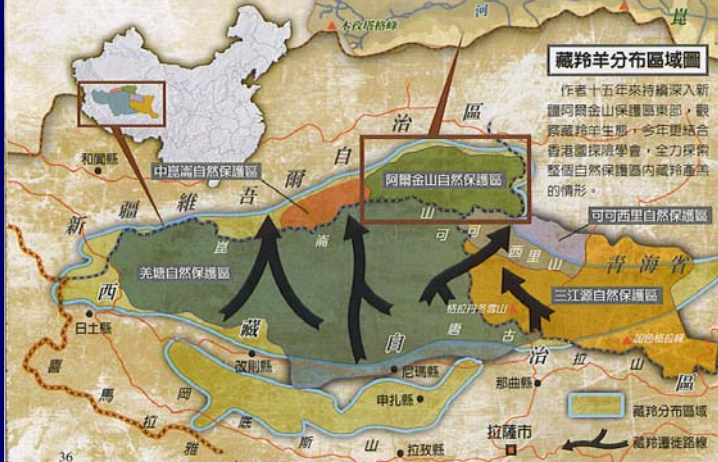 木孜塔格峰
河
崑
藏羚羊分布區域圖
作者十五年來持續深入新
疆阿爾金山保護區東部，觀
察藏羚羊生態，今年更結合
香港國探險學會，全力探索
整個自然保護區內藏羚產羔
的情形。
和闐縣
中崑崙自然保護區
阿爾金山自然保護區
可可西里自然保護區
新疆維吾爾自治區
崑崙山
可可西里山
青海省
羌塘自然保護區
三江源自然保護區
格拉丹冬雪山
西藏自治區
唐古拉山
日土縣
改則縣
尼瑪縣
那曲縣
申扎縣
拉孜縣
拉薩市
喜馬拉雅
岡底斯山
藏羚分布區域
藏羚遷徙路線
36